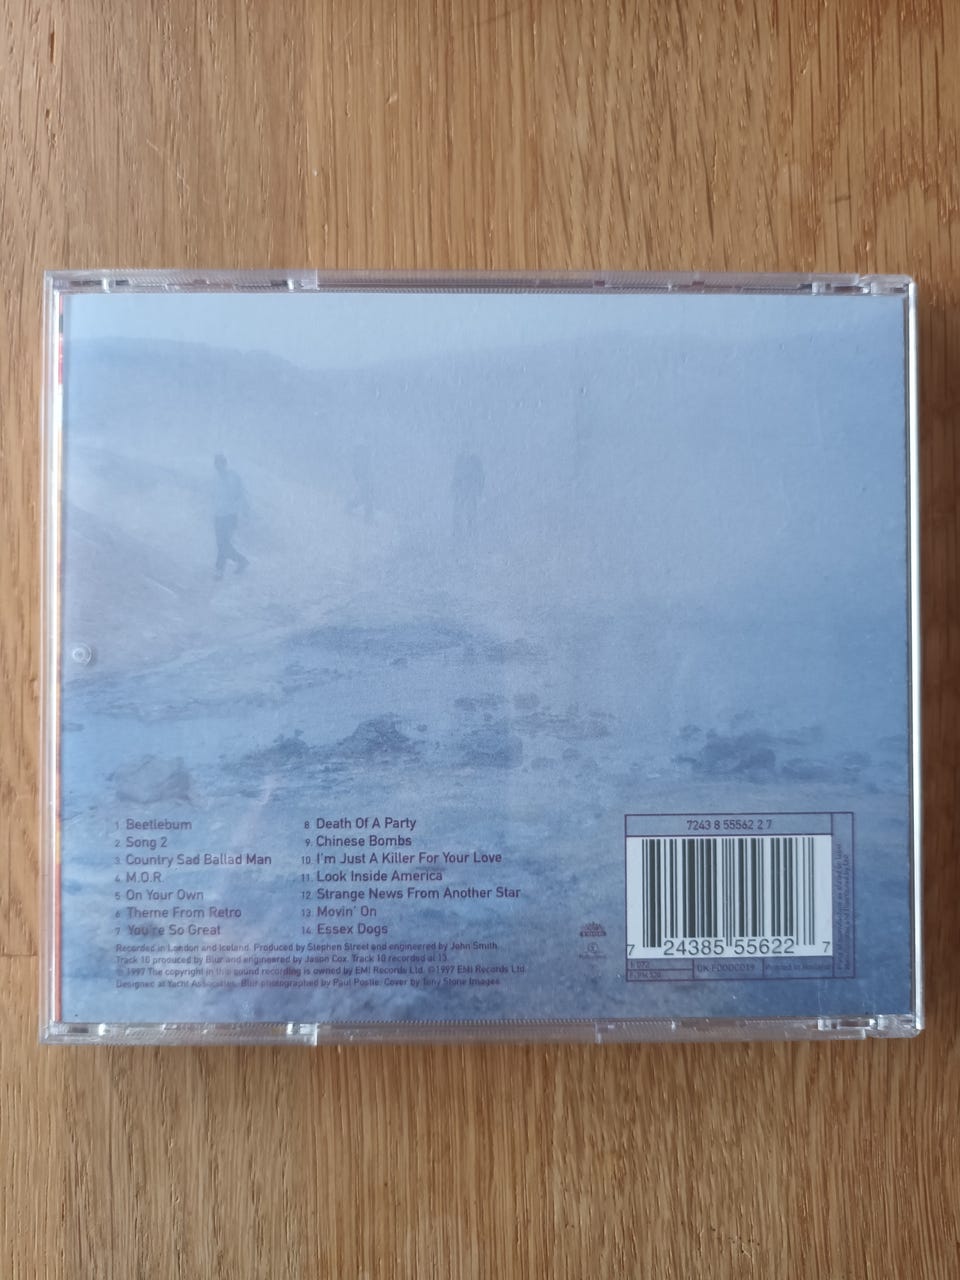 1 Beetlebum
2 Song 2
3 Country Sad Ballad Man
4 M.O.R.
5 On Your Own
6 Theme From Retro
7 You're So Great
8 Death Of A Party
9 Chinese Bombs
10 I'm Just A Killer For Your Love
11 Look Inside America
12 Strange News From Another Star
13 Movin' On
14 Essex Dogs
Recorded in London and Iceland. Produced by Stephen Street and engineered by John Smith.
Track 10 produced by Blur and engineered by Jason Cox. Track 10 recorded at 13.
℗ 1997 The copyright in this sound recording is owned by EMI Records Ltd. ©1997 EMI Records Ltd.
Designed at Yacht Associates. Blur photographed by Paul Postle. Cover by Tony Stone Images
FOOD
7243 8 55562 2 7
7 24385 55622 7
UK:FOODCD19
Printed in Holland